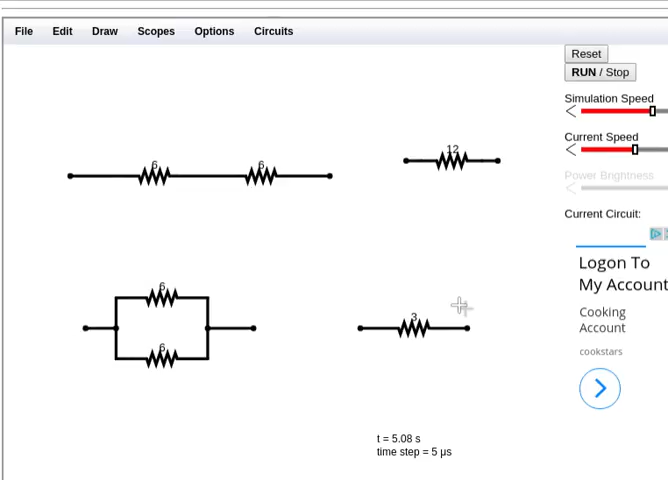 File Edit Draw Scopes Options Circuits
Reset
RUN / Stop
Simulation Speed
Current Speed
Power Brightness
Current Circuit:
6 6
12
6
6
3
Logon To
My Account
Cooking
Account
cookstars
t = 5.08 s
time step = 5 µs